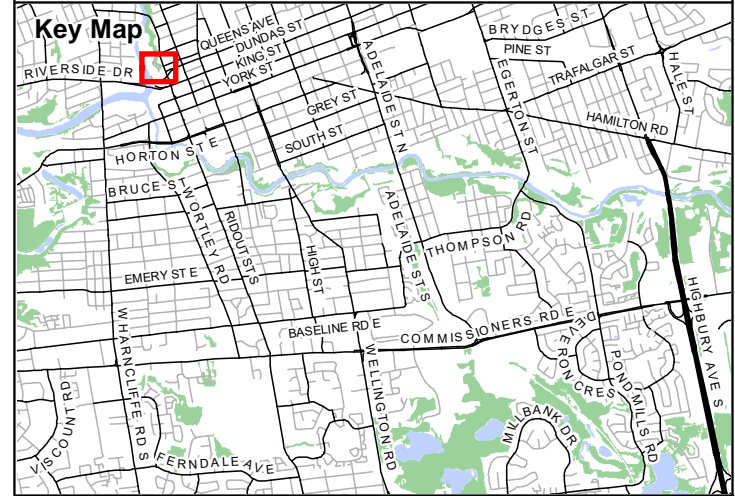 Key Map
QUEENS AVE
DUNDAS ST
KING ST
YORK ST
RIVERSIDE DR
ADELAIDE ST N
BRYDGES ST
PINE ST
TRAFALGAR ST
HALE ST
EGERTON ST
GREY ST
HAMILTON RD
SOUTH ST
HORTON ST E
BRUCE ST
WORTLEY RD
RIDOUT ST S
HIGH ST
ADELAIDE ST S
THOMPSON RD
EMERY ST E
HIGHBURY AVE S
WHARNCLIFFE RD S
BASELINE RD E
COMMISSIONERS RD E
DEVERON CRES
POND MILLS RD
WELLINGTON RD
VISCOUNT RD
MILLBANK DR
FERNDALE AVE